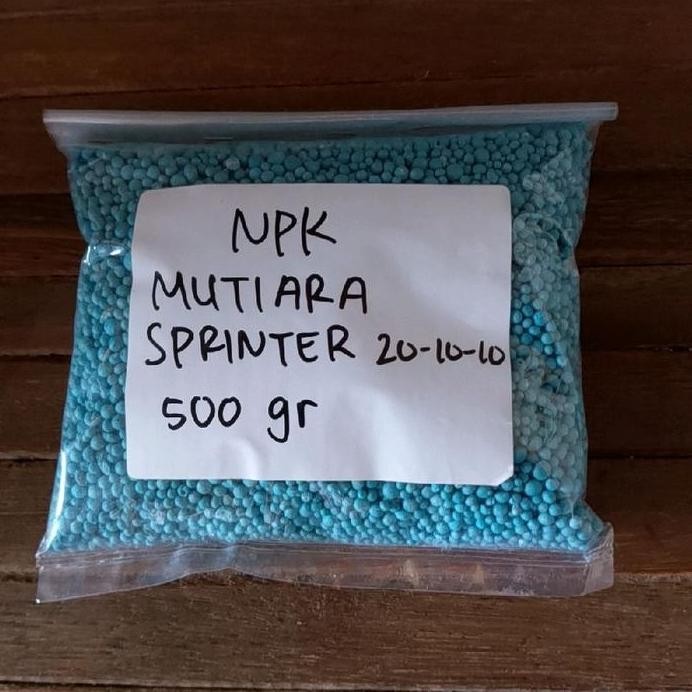 NPK
MUTIARA
SPRINTER 20-10-10
500 gr